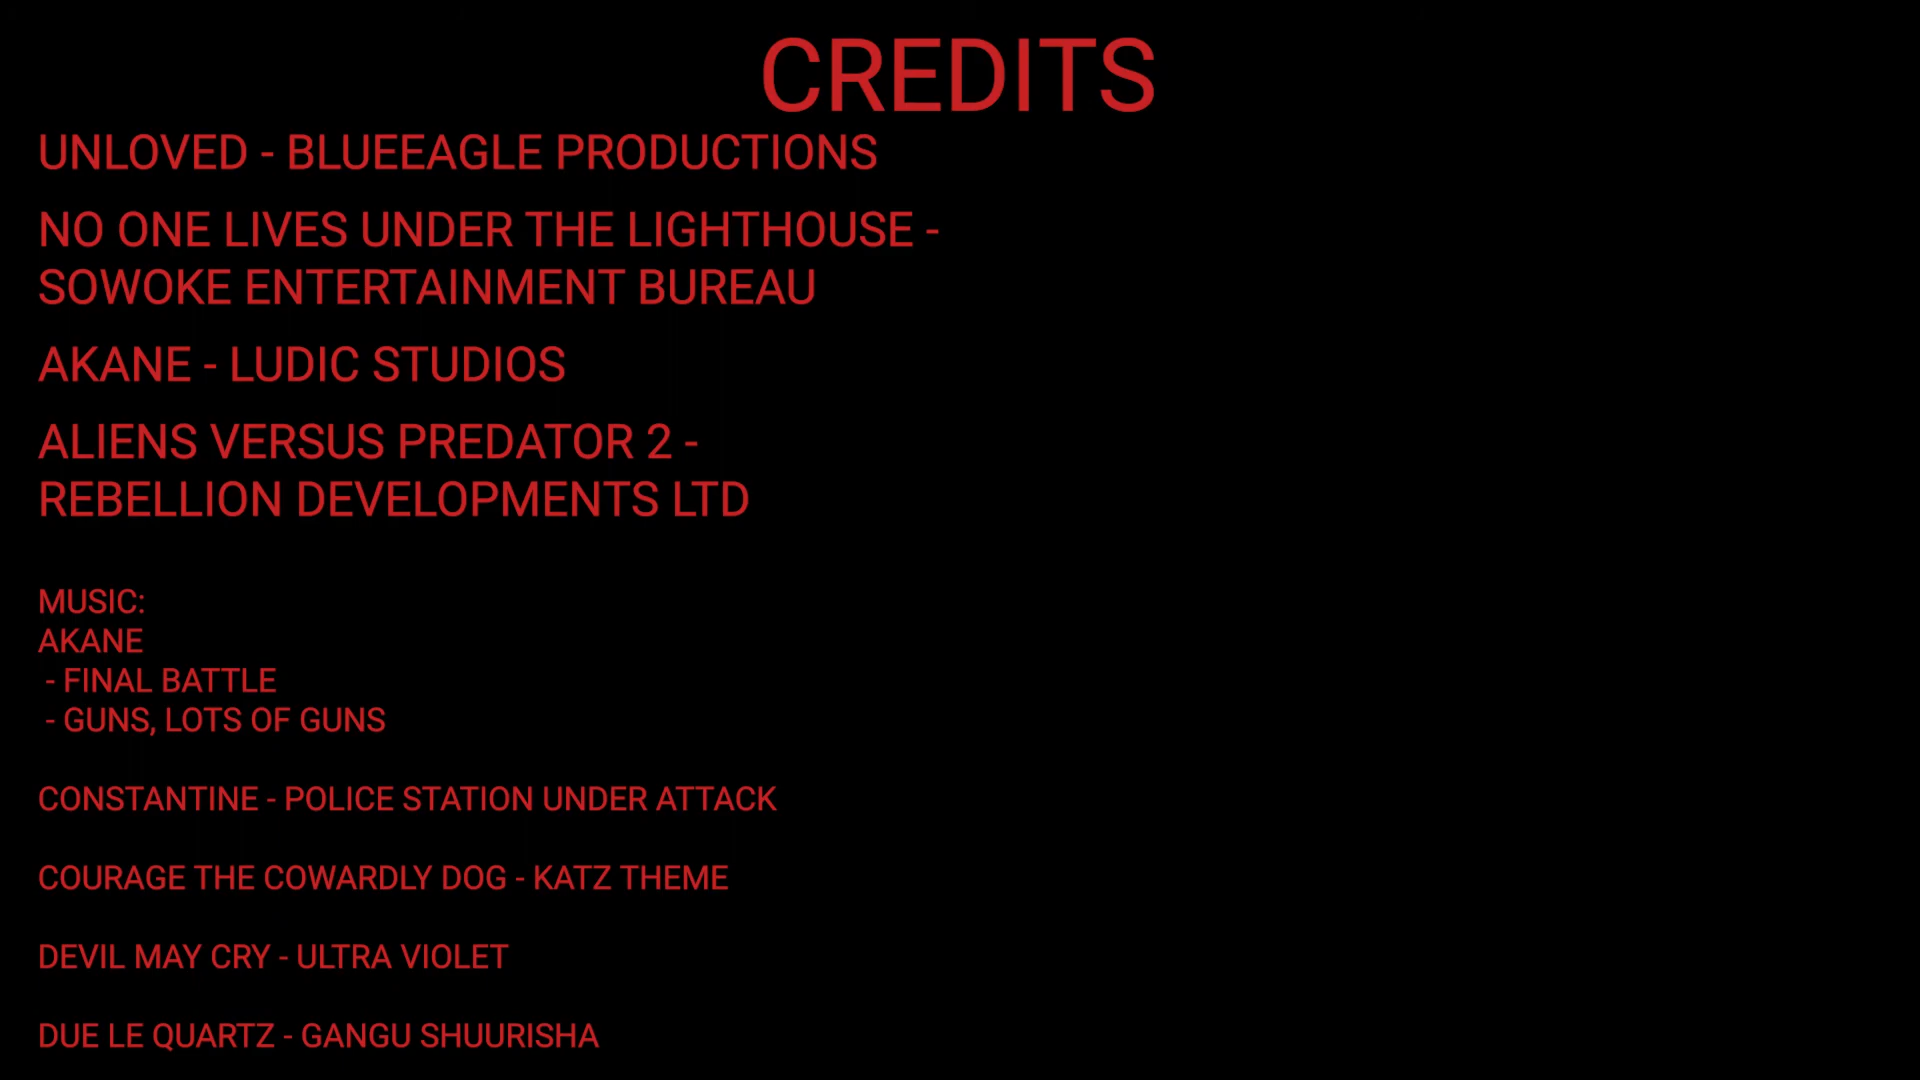 CREDITS
UNLOVED - BLUEEAGLE PRODUCTIONS
NO ONE LIVES UNDER THE LIGHTHOUSE -
SOWOKE ENTERTAINMENT BUREAU
AKANE - LUDIC STUDIOS
ALIENS VERSUS PREDATOR 2 -
REBELLION DEVELOPMENTS LTD
MUSIC:
AKANE
- FINAL BATTLE
- GUNS, LOTS OF GUNS
CONSTANTINE - POLICE STATION UNDER ATTACK
COURAGE THE COWARDLY DOG - KATZ THEME
DEVIL MAY CRY - ULTRA VIOLET
DUE LE QUARTZ - GANGU SHUURISHA